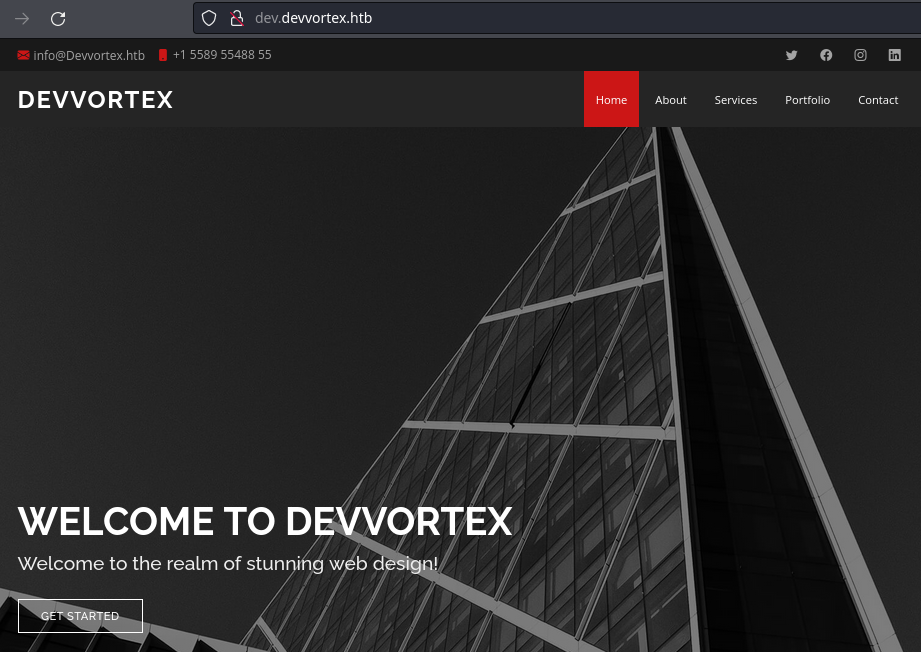 dev.devvortex.htb
info@Devvortex.htb +1 5589 55488 55
DEVVORTEX
Home About Services Portfolio Contact
WELCOME TO DEVVORTEX
Welcome to the realm of stunning web design!
GET STARTED